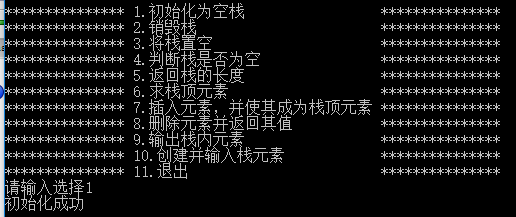 *************** 1.初始化为空栈 ***************
*************** 2.销毁栈 ***************
*************** 3.将栈置空 ***************
*************** 4.判断栈是否为空 ***************
*************** 5.返回栈的长度 ***************
*************** 6.求栈顶元素 ***************
*************** 7.插入元素，并使其成为栈顶元素 ***************
*************** 8.删除元素并返回其值 ***************
*************** 9.输出栈内元素 ***************
*************** 10.创建并输入栈元素 ***************
*************** 11.退出 ***************
请输入选择1
初始化成功